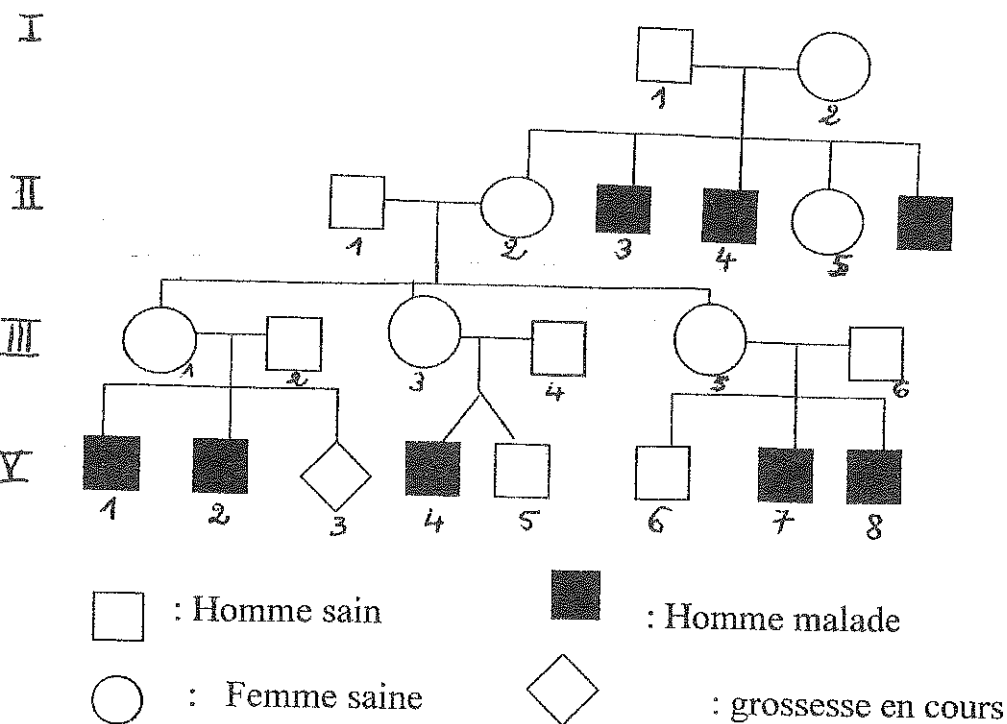 I
1 2
II
1 2 3 4 5
III
1 2 3 4 5 6
V
1 2 3 4 5 6 7 8
: Homme sain : Homme malade
: Femme saine : grossesse en cours